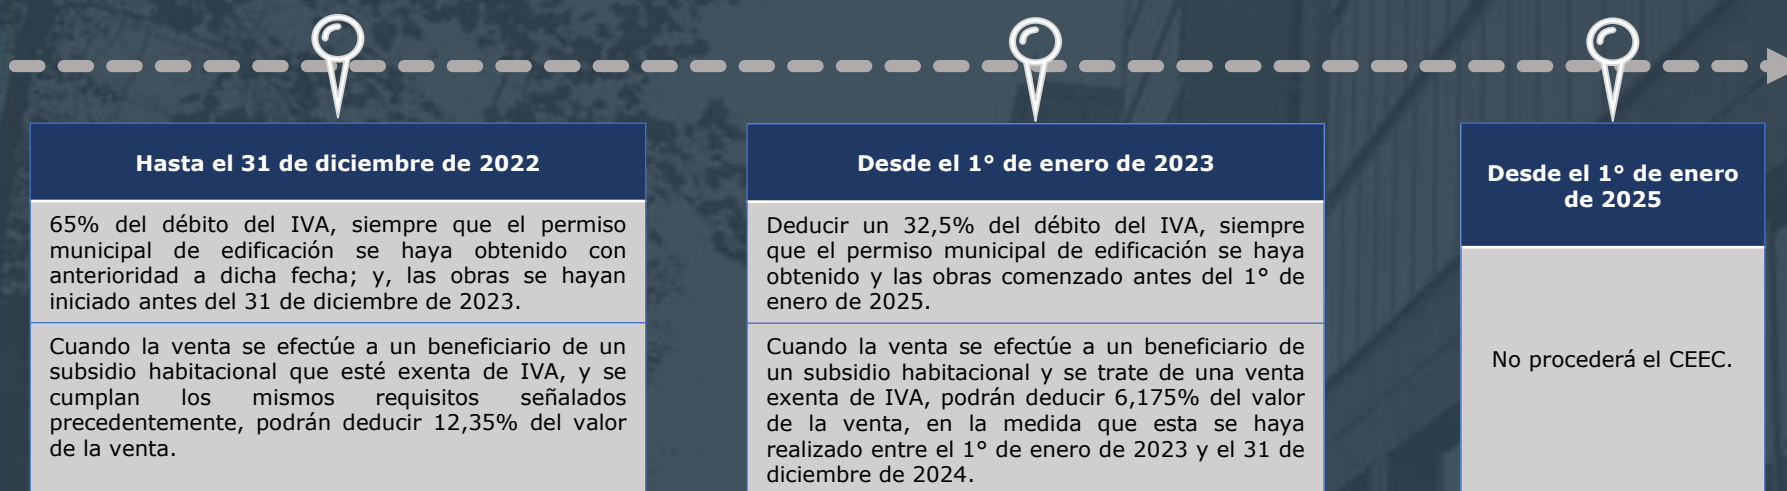 Hasta el 31 de diciembre de 2022
65% del débito del IVA, siempre que el permiso
municipal de edificación se haya obtenido con
anterioridad a dicha fecha; y, las obras se hayan
iniciado antes del 31 de diciembre de 2023.
Cuando la venta se efectúe a un beneficiario de un
subsidio habitacional que esté exenta de IVA, y se
cumplan los mismos requisitos señalados
precedentemente, podrán deducir 12,35% del valor
de la venta.
Desde el 1° de enero de 2023
Deducir un 32,5% del débito del IVA, siempre
que el permiso municipal de edificación se haya
obtenido y las obras comenzado antes del 1° de
enero de 2025.
Cuando la venta se efectúe a un beneficiario de
un subsidio habitacional y se trate de una venta
exenta de IVA, podrán deducir 6,175% del valor
de la venta, en la medida que esta se haya
realizado entre el 1° de enero de 2023 y el 31 de
diciembre de 2024.
Desde el 1° de enero
de 2025
No procederá el CEEC.